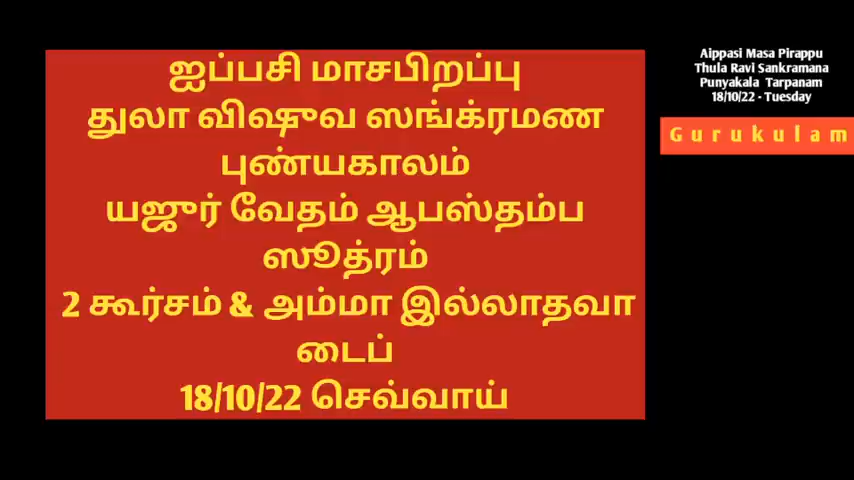 ஐப்பசி மாசபிறப்பு
துலா விஷுவ ஸங்க்ரமண
புண்யகாலம்
யஜுர் வேதம் ஆபஸ்தம்ப
ஸூத்ரம்
2 கூர்சம் & அம்மா இல்லாதவா
டைப்
18/10/22 செவ்வாய்
Aippasi Masa Pirappu
Thula Ravi Sankramana
Punyakala Tarpanam
18/10/22 - Tuesday
Gurukulam